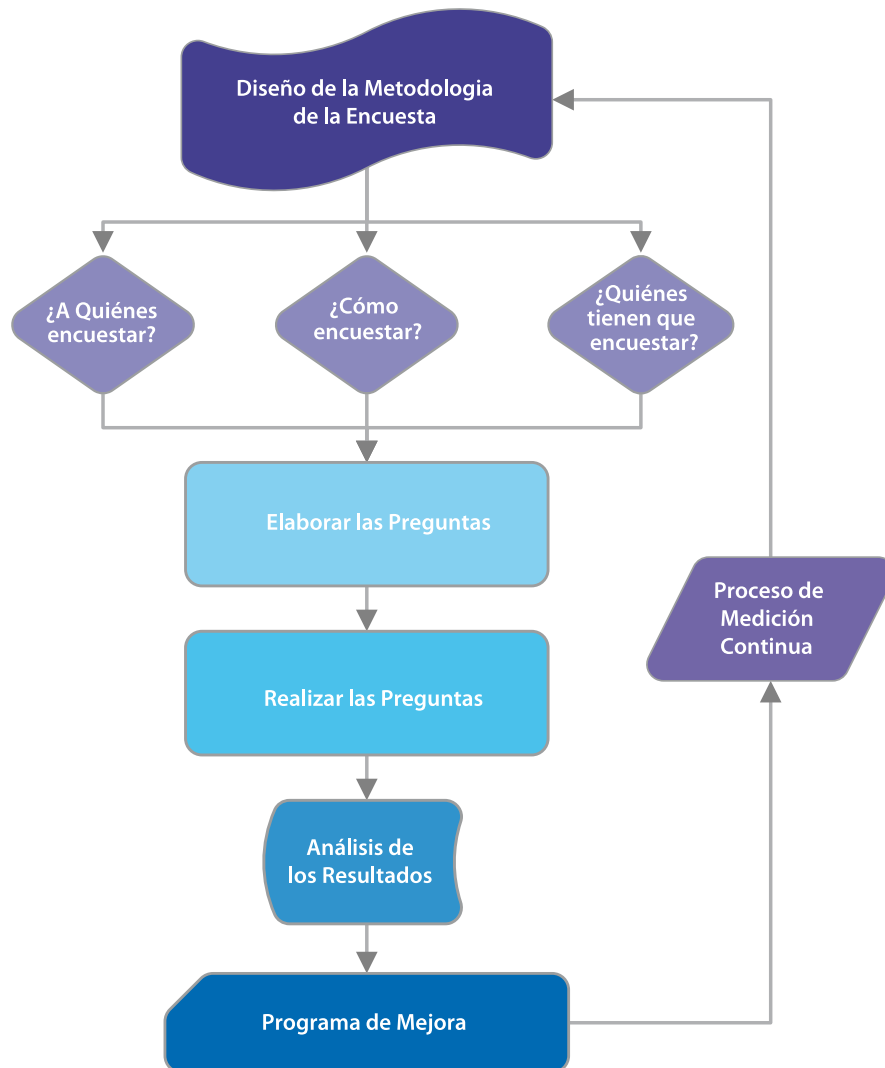 Diseño de la Metodologia
de la Encuesta
¿A Quiénes
encuestar?
¿Cómo
encuestar?
¿Quiénes
tienen que
encuestar?
Elaborar las Preguntas
Realizar las Preguntas
Proceso de
Medición
Continua
Análisis de
los Resultados
Programa de Mejora